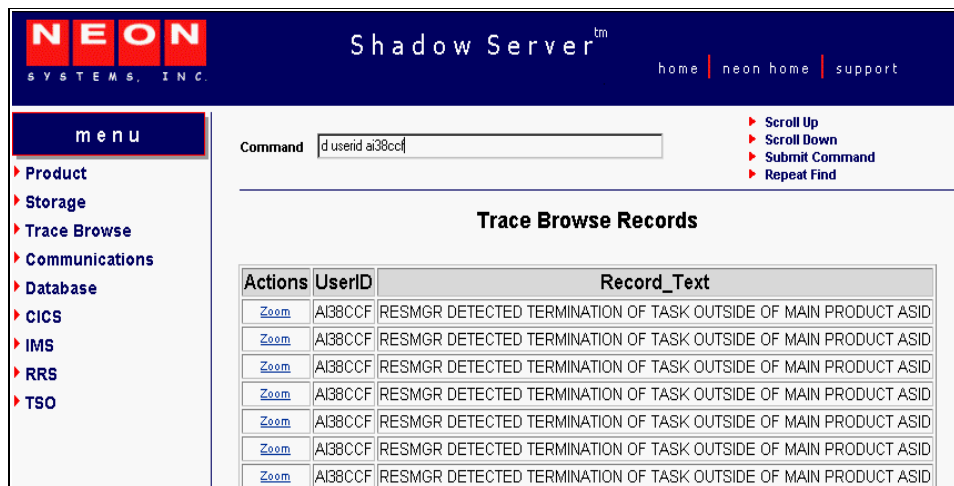 NEON
SYSTEMS, INC.
Shadow Server tm
home neon home support
menu
Product
Storage
Trace Browse
Communications
Database
CICS
IMS
RRS
TSO
Command d userid ai38ccf
Scroll Up
Scroll Down
Submit Command
Repeat Find
Trace Browse Records
Actions UserID Record_Text
Zoom AI38CCF RESMGR DETECTED TERMINATION OF TASK OUTSIDE OF MAIN PRODUCT ASID
Zoom AI38CCF RESMGR DETECTED TERMINATION OF TASK OUTSIDE OF MAIN PRODUCT ASID
Zoom AI38CCF RESMGR DETECTED TERMINATION OF TASK OUTSIDE OF MAIN PRODUCT ASID
Zoom AI38CCF RESMGR DETECTED TERMINATION OF TASK OUTSIDE OF MAIN PRODUCT ASID
Zoom AI38CCF RESMGR DETECTED TERMINATION OF TASK OUTSIDE OF MAIN PRODUCT ASID
Zoom AI38CCF RESMGR DETECTED TERMINATION OF TASK OUTSIDE OF MAIN PRODUCT ASID
Zoom AI38CCF RESMGR DETECTED TERMINATION OF TASK OUTSIDE OF MAIN PRODUCT ASID